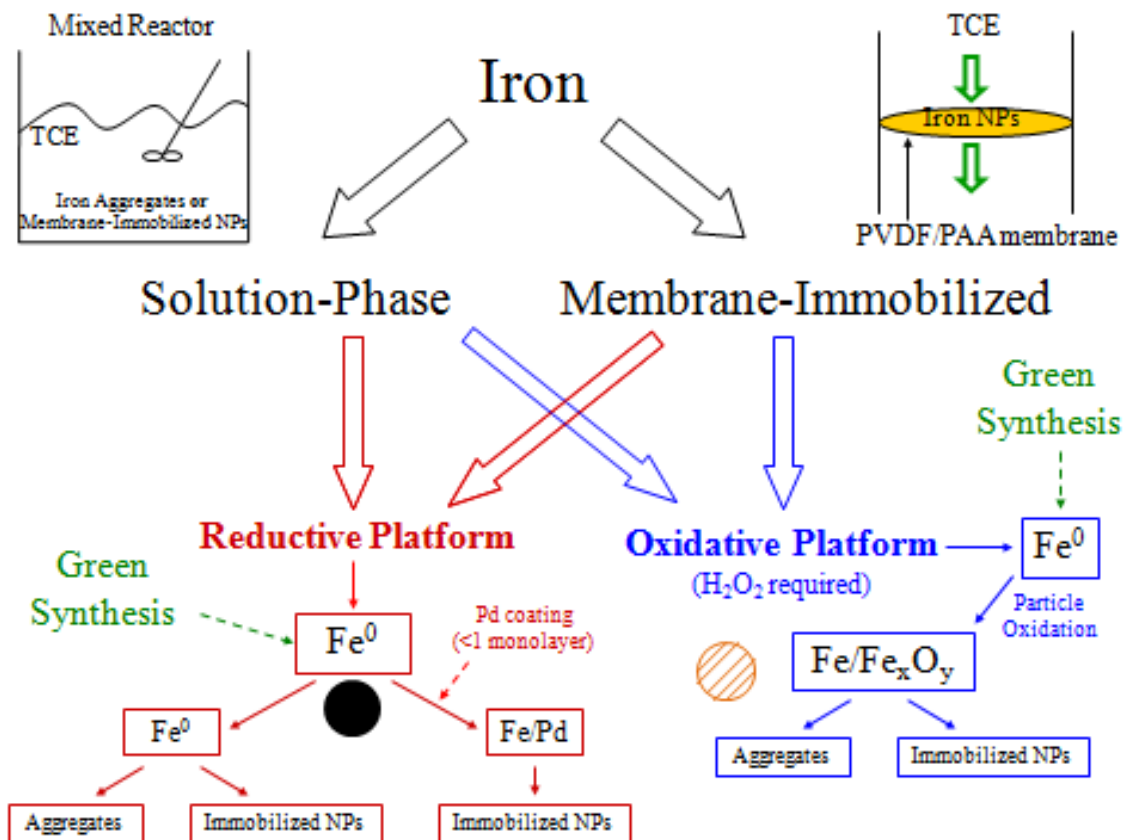 Mixed Reactor
TCE
Iron Aggregates or
Membrane-Immobilized NPs
Iron
TCE
Iron NPs
PVDF/PAA membrane
Solution-Phase
Membrane-Immobilized
Green
Synthesis
Reductive Platform
Oxidative Platform
(H₂O₂ required)
Fe⁰
Particle
Oxidation
Green
Synthesis
Fe⁰
Pd coating
(<1 monolayer)
Fe/FeₓOᵧ
Fe⁰
Fe/Pd
Aggregates
Immobilized NPs
Aggregates
Immobilized NPs
Immobilized NPs